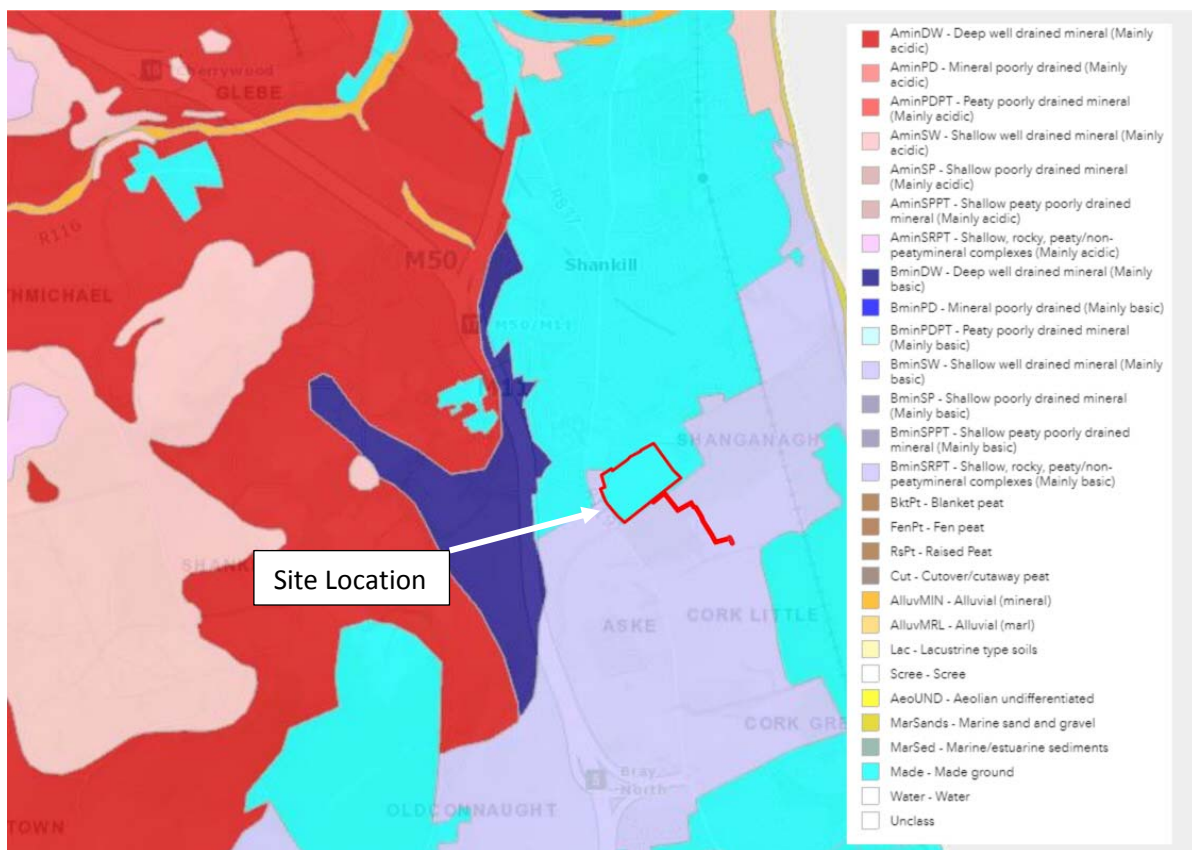 Cherrywood
GLEBE
R116
R837
M50/
Shankill
THMICHAEL
M50/M11
11
SHANGANAGH
SHANK
Site Location
ASKE
CORK LITTLE
CORK GRE
Bray
North
5
OLDCONNAUGHT
TOWN
AminDW - Deep well drained mineral (Mainly
acidic)
AminPD - Mineral poorly drained (Mainly
acidic)
AminPDPT - Peaty poorly drained mineral
(Mainly acidic)
AminSW - Shallow well drained mineral (Mainly
acidic)
AminSP - Shallow poorly drained mineral
(Mainly acidic)
AminSPPT - Shallow peaty poorly drained
mineral (Mainly acidic)
AminSRPT - Shallow, rocky, peaty/non-
peatymineral complexes (Mainly acidic)
BminDW - Deep well drained mineral (Mainly
basic)
BminPD - Mineral poorly drained (Mainly basic)
BminPDPT - Peaty poorly drained mineral
(Mainly basic)
BminSW - Shallow well drained mineral (Mainly
basic)
BminSP - Shallow poorly drained mineral
(Mainly basic)
BminSPPT - Shallow peaty poorly drained
mineral (Mainly basic)
BminSRPT - Shallow, rocky, peaty/non-
peatymineral complexes (Mainly basic)
BktPt - Blanket peat
FenPt - Fen peat
RsPt - Raised Peat
Cut - Cutover/cutaway peat
AlluvMIN - Alluvial (mineral)
AlluvMRL - Alluvial (marl)
Lac - Lacustrine type soils
Scree - Scree
AeoUND - Aeolian undifferentiated
MarSands - Marine sand and gravel
MarSed - Marine/estuarine sediments
Made - Made ground
Water - Water
Unclass